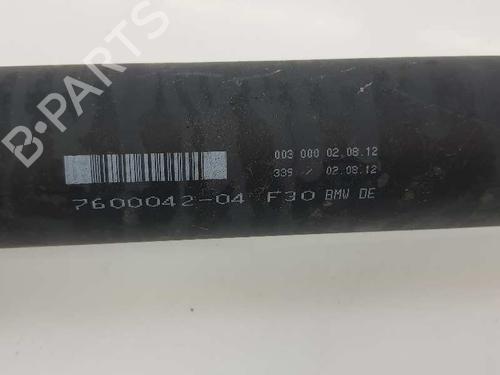 B-PARTS
003 000 02.08.12
339 / 02.08.12
7600042-04 F30 BMW DE